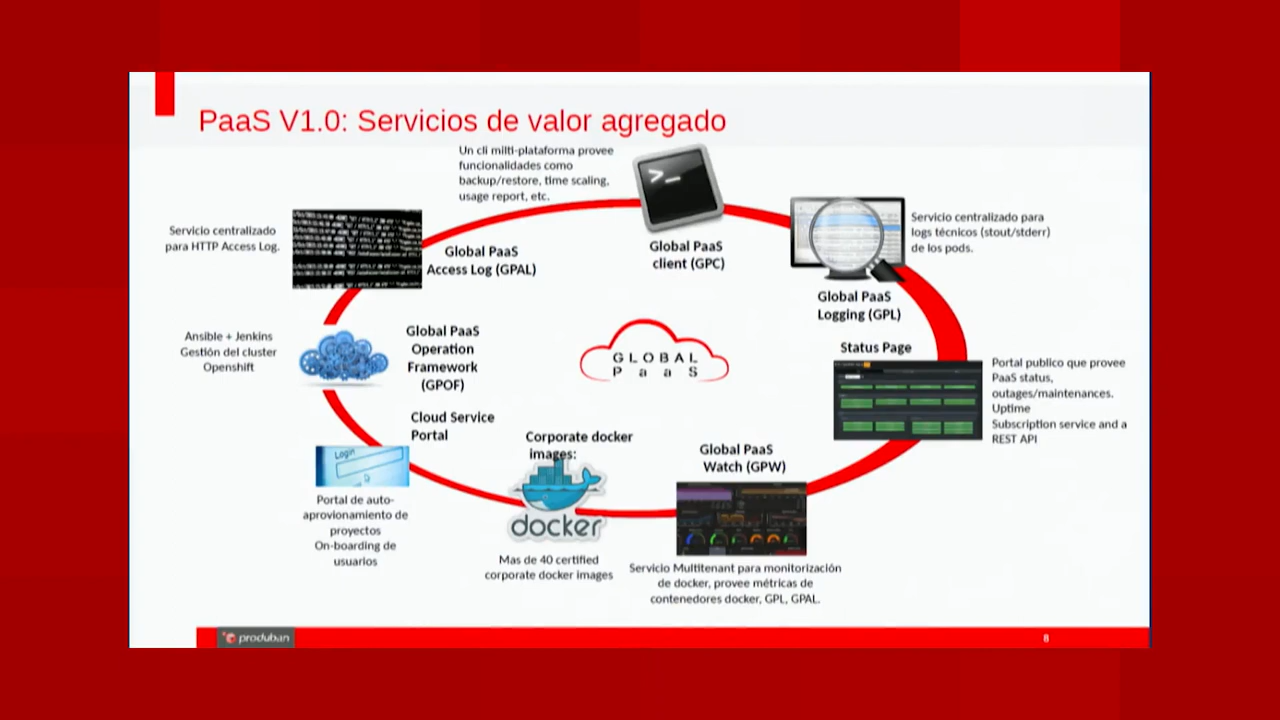 PaaS V1.0: Servicios de valor agregado
Un cli milti-plataforma provee
funcionalidades como
backup/restore, time scaling,
usage report, etc.
Global PaaS
client (GPC)
Servicio centralizado para
logs técnicos (stout/stderr)
de los pods.
Global PaaS
Logging (GPL)
Servicio centralizado
para HTTP Access Log.
Global PaaS
Access Log (GPAL)
Ansible + Jenkins
Gestión del cluster
Openshift
Global PaaS
Operation
Framework
(GPOF)
GLOBAL
PaaS
Status Page
Portal publico que provee
PaaS status,
outages/maintenances.
Uptime
Subscription service and a
REST API
Cloud Service
Portal
Login
Portal de auto-
aprovionamiento de
proyectos
On-boarding de
usuarios
Corporate docker
images:
docker
Mas de 40 certified
corporate docker images
Global PaaS
Watch (GPW)
Servicio Multitenant para monitorización
de docker, provee métricas de
contenedores docker, GPL, GPAL.
produban
8